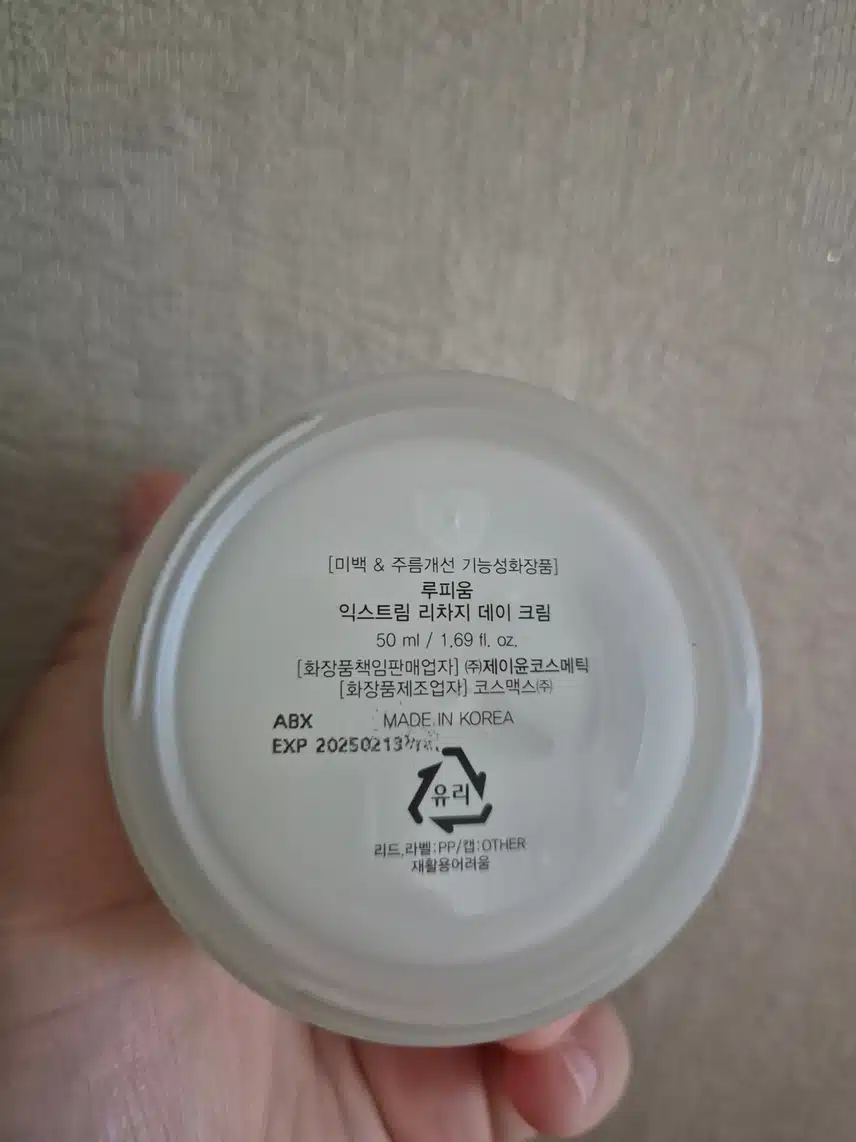 [미백 & 주름개선 기능성화장품]
루피움
익스트림 리차지 데이 크림
50 ml / 1.69 fl. oz.
[화장품책임판매업자] ㈜제이윤코스메틱
[화장품제조업자] 코스맥스㈜
ABX MADE IN KOREA
EXP 20250213
유리
리드,라벨:PP/캡:OTHER
재활용어려움